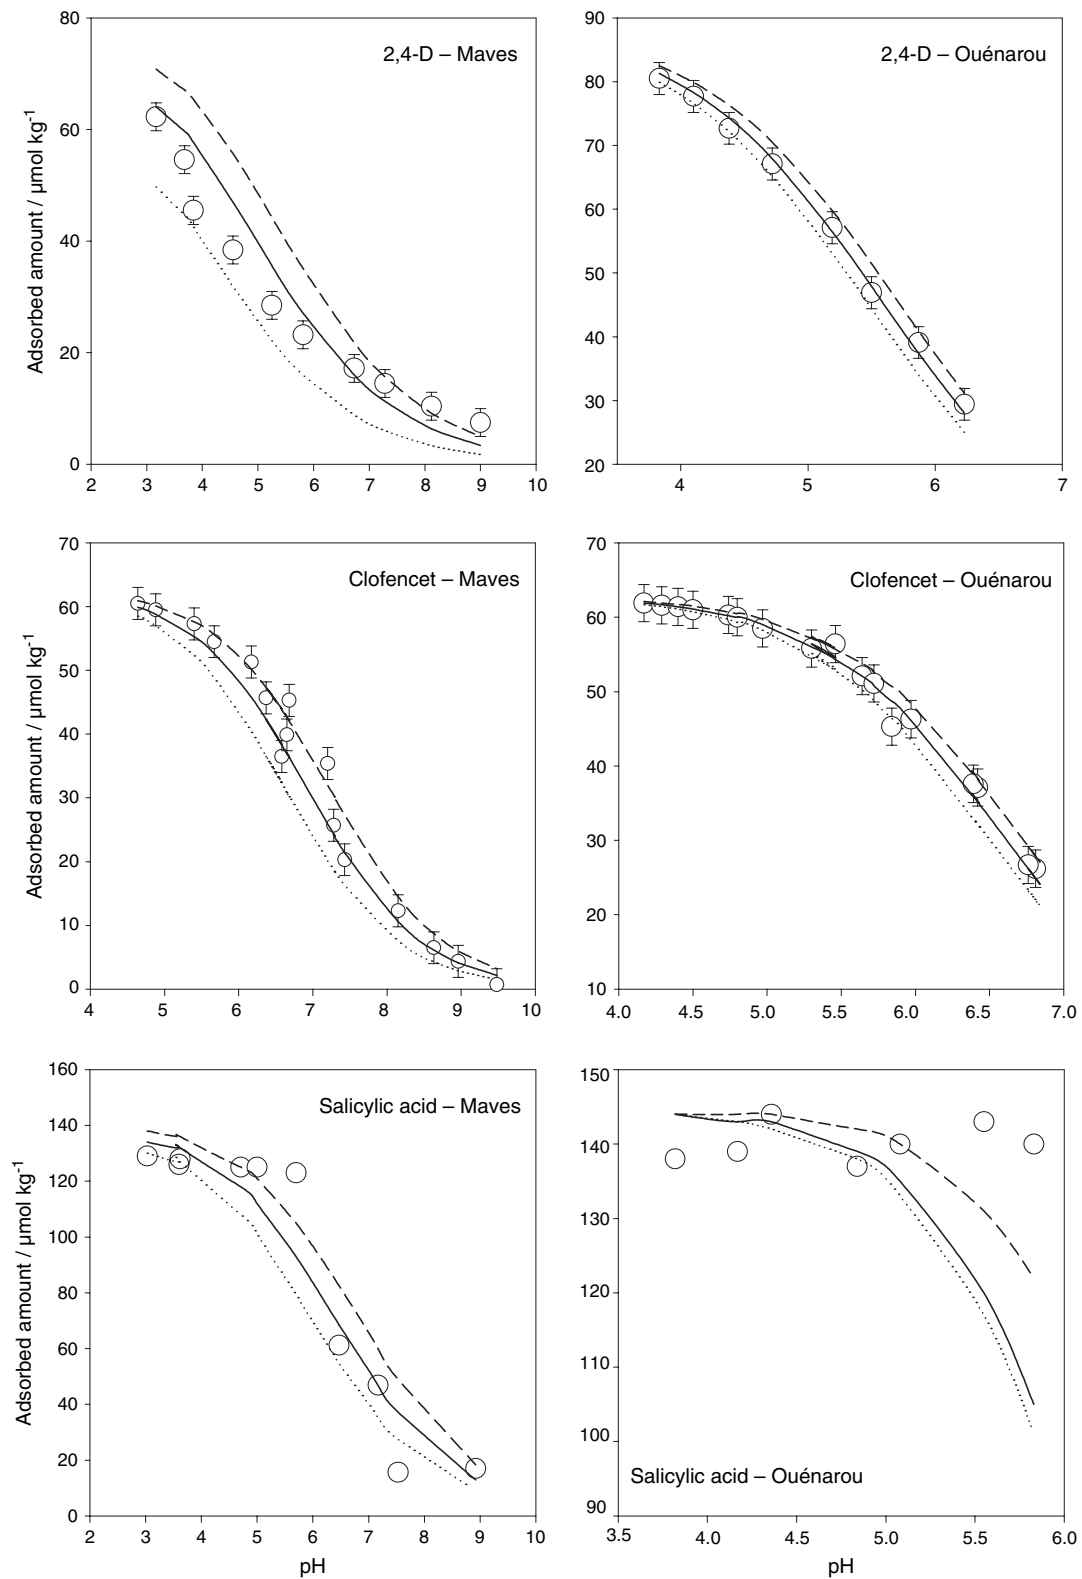 2,4-D – Maves
80
60
40
20
0
2 3 4 5 6 7 8 9 10
Adsorbed amount / µmol kg-1
2,4-D – Ouénarou
90
80
70
60
50
40
30
20
4 5 6 7
Clofencet – Maves
70
60
50
40
30
20
10
0
4 5 6 7 8 9 10
Adsorbed amount / µmol kg-1
Clofencet – Ouénarou
70
60
50
40
30
20
10
4.0 4.5 5.0 5.5 6.0 6.5 7.0
Salicylic acid – Maves
160
140
120
100
80
60
40
20
0
2 3 4 5 6 7 8 9 10
Adsorbed amount / µmol kg-1
pH
150
140
130
120
110
100
90
Salicylic acid – Ouénarou
3.5 4.0 4.5 5.0 5.5 6.0
pH